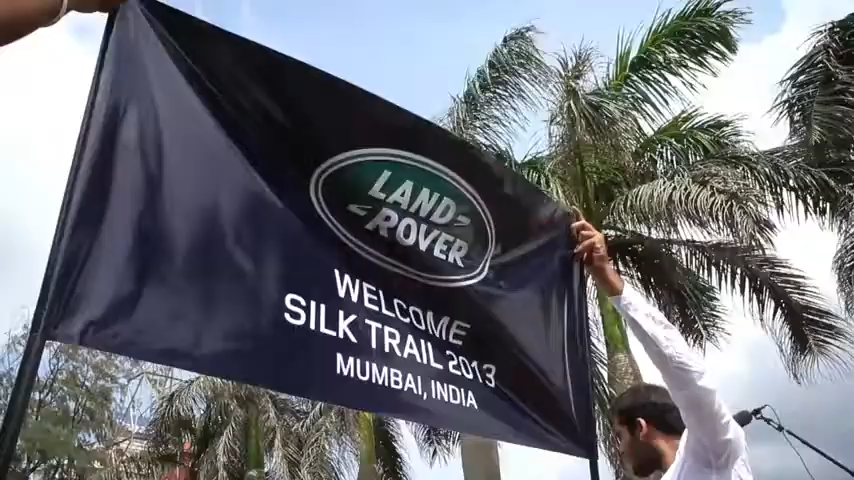 LAND
ROVER
WELCOME
SILK TRAIL 2013
MUMBAI, INDIA